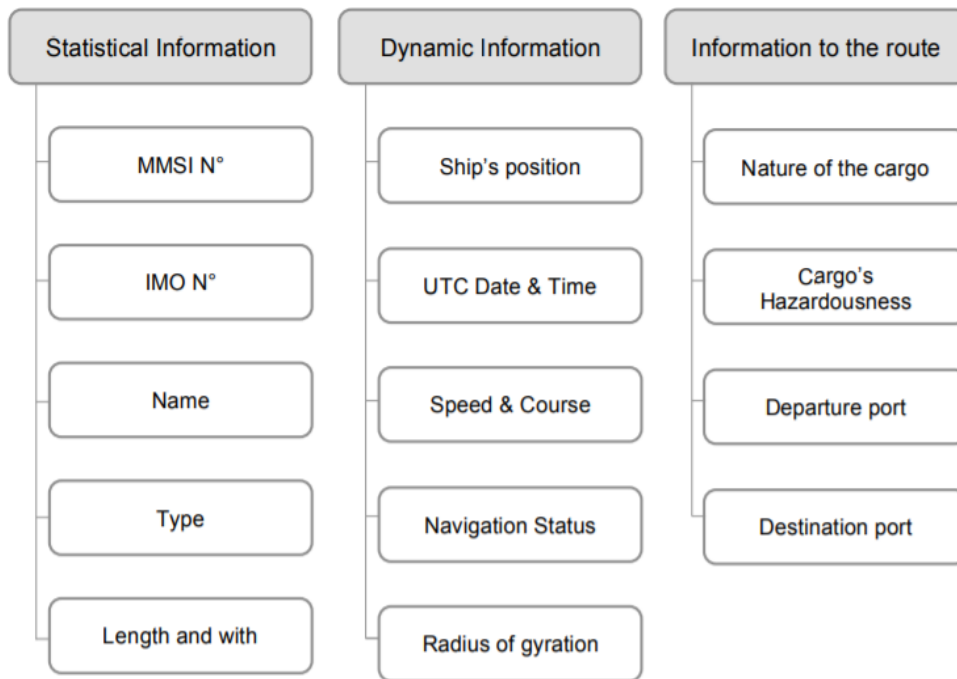 Statistical Information
MMSI N°
IMO N°
Name
Type
Length and with
Dynamic Information
Ship's position
UTC Date & Time
Speed & Course
Navigation Status
Radius of gyration
Information to the route
Nature of the cargo
Cargo's
Hazardousness
Departure port
Destination port